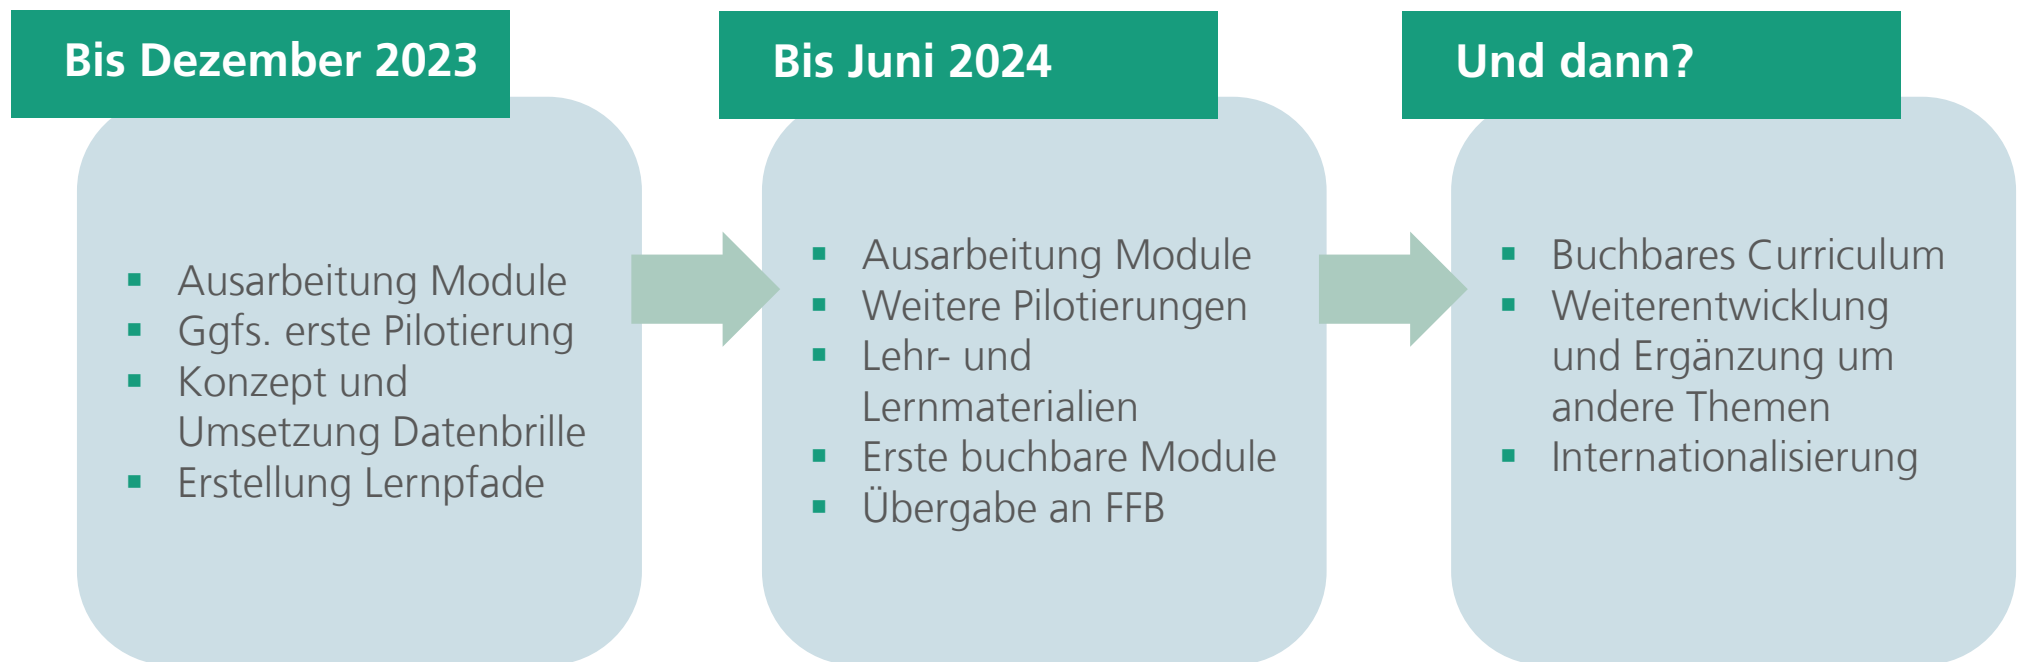 Bis Dezember 2023
Ausarbeitung Module
Ggfs. erste Pilotierung
Konzept und
Umsetzung Datenbrille
Erstellung Lernpfade
Bis Juni 2024
Ausarbeitung Module
Weitere Pilotierungen
Lehr- und
Lernmaterialien
Erste buchbare Module
Übergabe an FFB
Und dann?
Buchbares Curriculum
Weiterentwicklung
und Ergänzung um
andere Themen
Internationalisierung